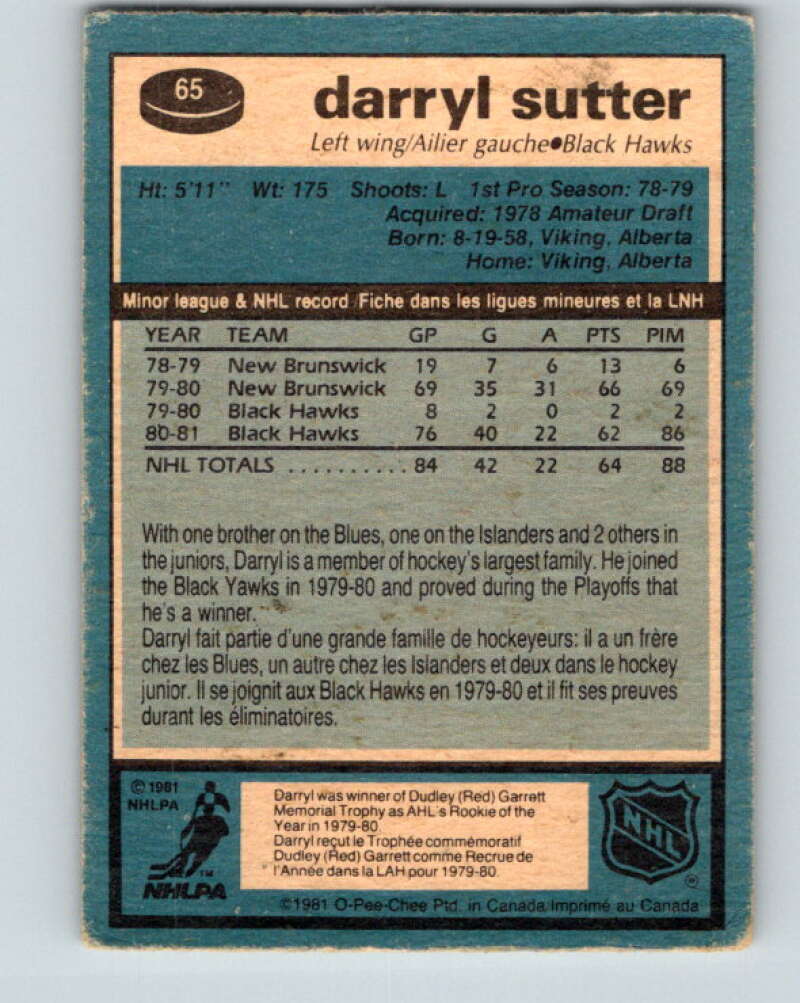 65
darryl sutter
Left wing/Ailier gauche●Black Hawks
Ht: 5'11" Wt: 175 Shoots: L 1st Pro Season: 78-79
Acquired: 1978 Amateur Draft
Born: 8-19-58, Viking, Alberta
Home: Viking, Alberta
Minor league & NHL record/Fiche dans les ligues mineures et la LNH
YEAR TEAM GP G A PTS PIM
78-79 New Brunswick 19 7 6 13 6
79-80 New Brunswick 69 35 31 66 69
79-80 Black Hawks 8 2 0 2 2
80-81 Black Hawks 76 40 22 62 86
NHL TOTALS .......... 84 42 22 64 88
With one brother on the Blues, one on the Islanders and 2 others in
the juniors, Darryl is a member of hockey's largest family. He joined
the Black Yawks in 1979-80 and proved during the Playoffs that
he's a winner.
Darryl fait partie d'une grande famille de hockeyeurs: il a un frère
chez les Blues, un autre chez les Islanders et deux dans le hockey
junior. Il se joignit aux Black Hawks en 1979-80 et il fit ses preuves
durant les éliminatoires.
© 1981
NHLPA
NHLPA
TM
Darryl was winner of Dudley (Red) Garrett
Memorial Trophy as AHL's Rookie of the
Year in 1979-80.
Darryl reçut le Trophée commémoratif
Dudley (Red) Garrett comme Recrue de
l'Année dans la LAH pour 1979-80.
NHL
®
©1981 O-Pee-Chee Ptd. in Canada/Imprimé au Canada